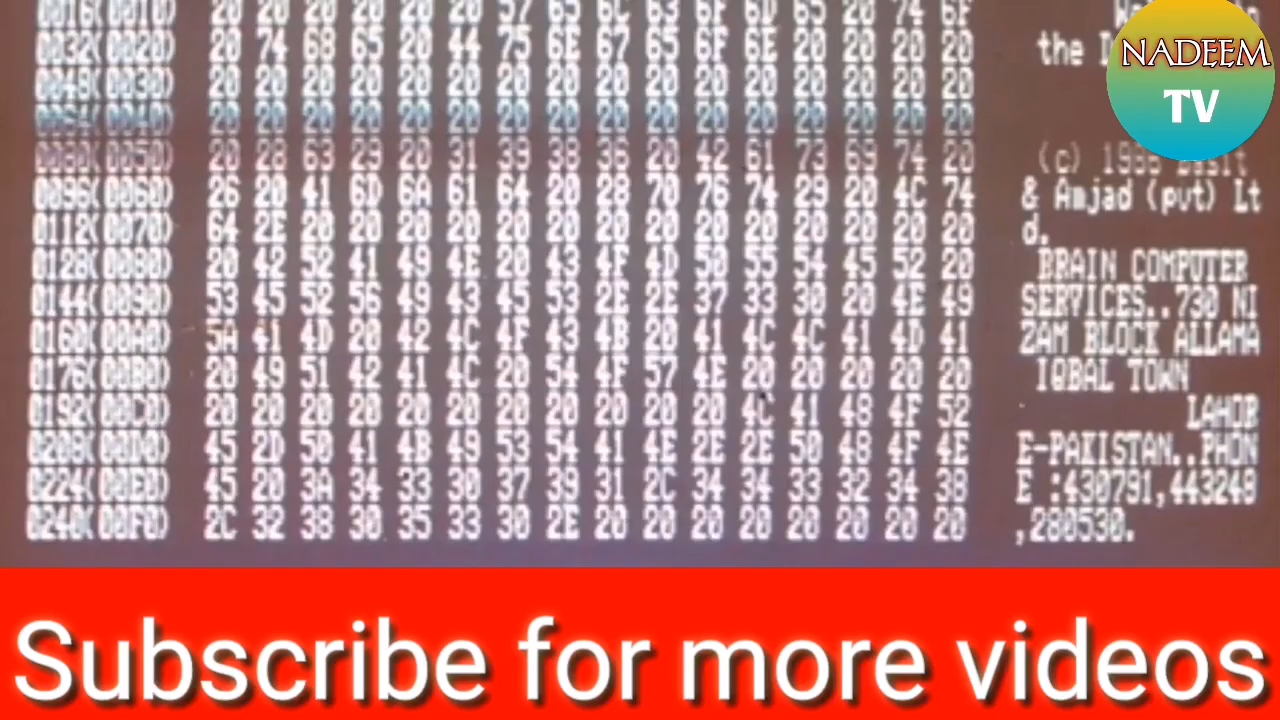 0016(0010) 20 20 20 20 20 20 57 65 6C 63 6F 6D 65 20 74 6F
0032(0020) 20 74 68 65 20 44 75 6E 67 65 6F 6E 20 20 20 20 the D
0048(0030) 20 20 20 20 20 20 20 20 20 20 20 20 20 20 20 20
0064(0040) 20 20 20 20 20 20 20 20 20 20 20 20 20 20 20 20
0080(0050) 20 28 63 29 20 31 39 38 36 20 42 61 73 69 74 20 (c) 1986 Basit
0096(0060) 26 20 41 6D 6A 61 64 20 28 70 76 74 29 20 4C 74 & Amjad (pvt) Lt
0112(0070) 64 2E 20 20 20 20 20 20 20 20 20 20 20 20 20 20 d.
0128(0080) 20 42 52 41 49 4E 20 43 4F 4D 50 55 54 45 52 20 BRAIN COMPUTER
0144(0090) 53 45 52 56 49 43 45 53 2E 2E 37 33 30 20 4E 49 SERVICES..730 NI
0160(00A0) 5A 41 4D 20 42 4C 4F 43 4B 20 41 4C 4C 41 4D 41 ZAM BLOCK ALLAMA
0176(00B0) 20 49 51 42 41 4C 20 54 4F 57 4E 20 20 20 20 20 IQBAL TOWN
0192(00C0) 20 20 20 20 20 20 20 20 20 20 20 4C 41 48 4F 52 LAHOR
0208(00D0) 45 2D 50 41 4B 49 53 54 41 4E 2E 2E 50 48 4F 4E E-PAKISTAN..PHON
0224(00E0) 45 20 3A 34 33 30 37 39 31 2C 34 34 33 32 34 38 E :430791,443248
0240(00F0) 2C 32 38 30 35 33 30 2E 20 20 20 20 20 20 20 20 ,280530.
NADEEM
TV
Subscribe for more videos